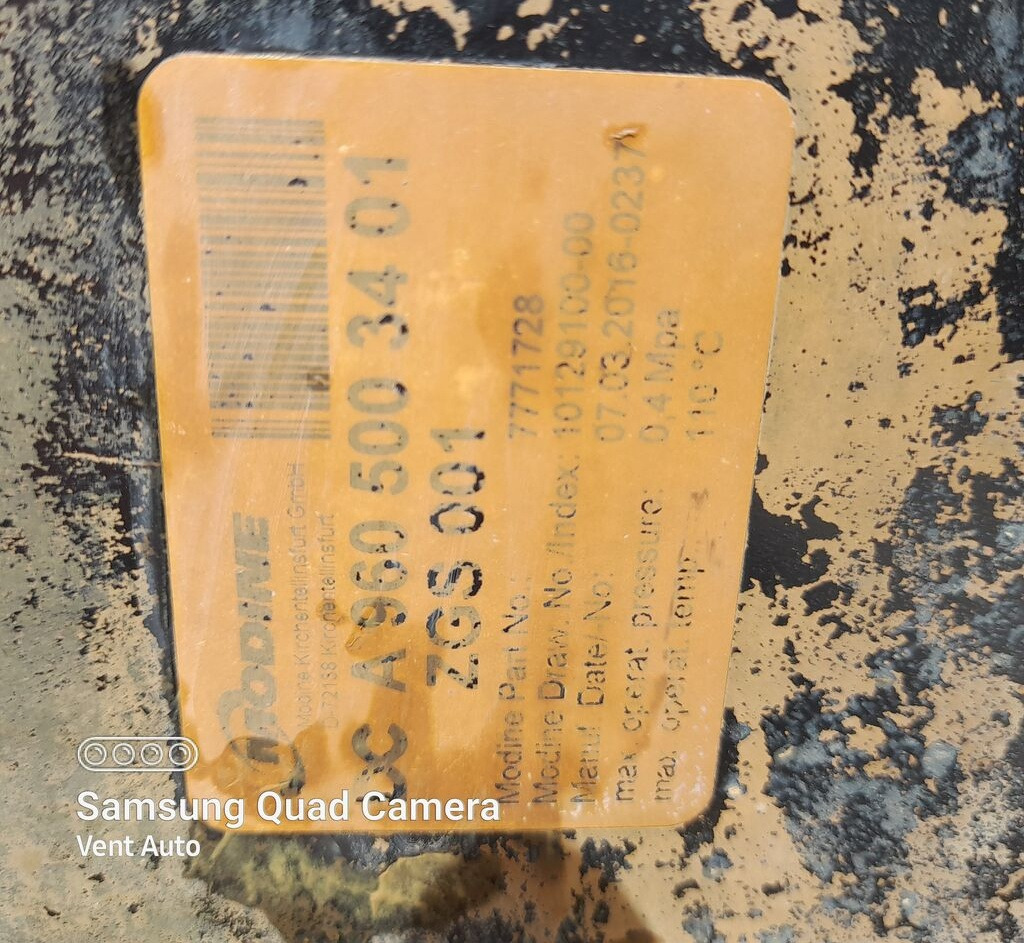 MODINE
Modine Kirchentellinsfurt GmbH
D-72138 Kirchentellinsfurt
DC A 960 500 34 01
ZGS 001
Modine Part No.: 7771728
Modine Draw. No./Index: 10129100-00
Manuf. Date/ No: 07.03.2016-0237
max. operat. pressure: 0,4 Mpa
max. operat. temp.: 110 °C
Samsung Quad Camera
Vent Auto